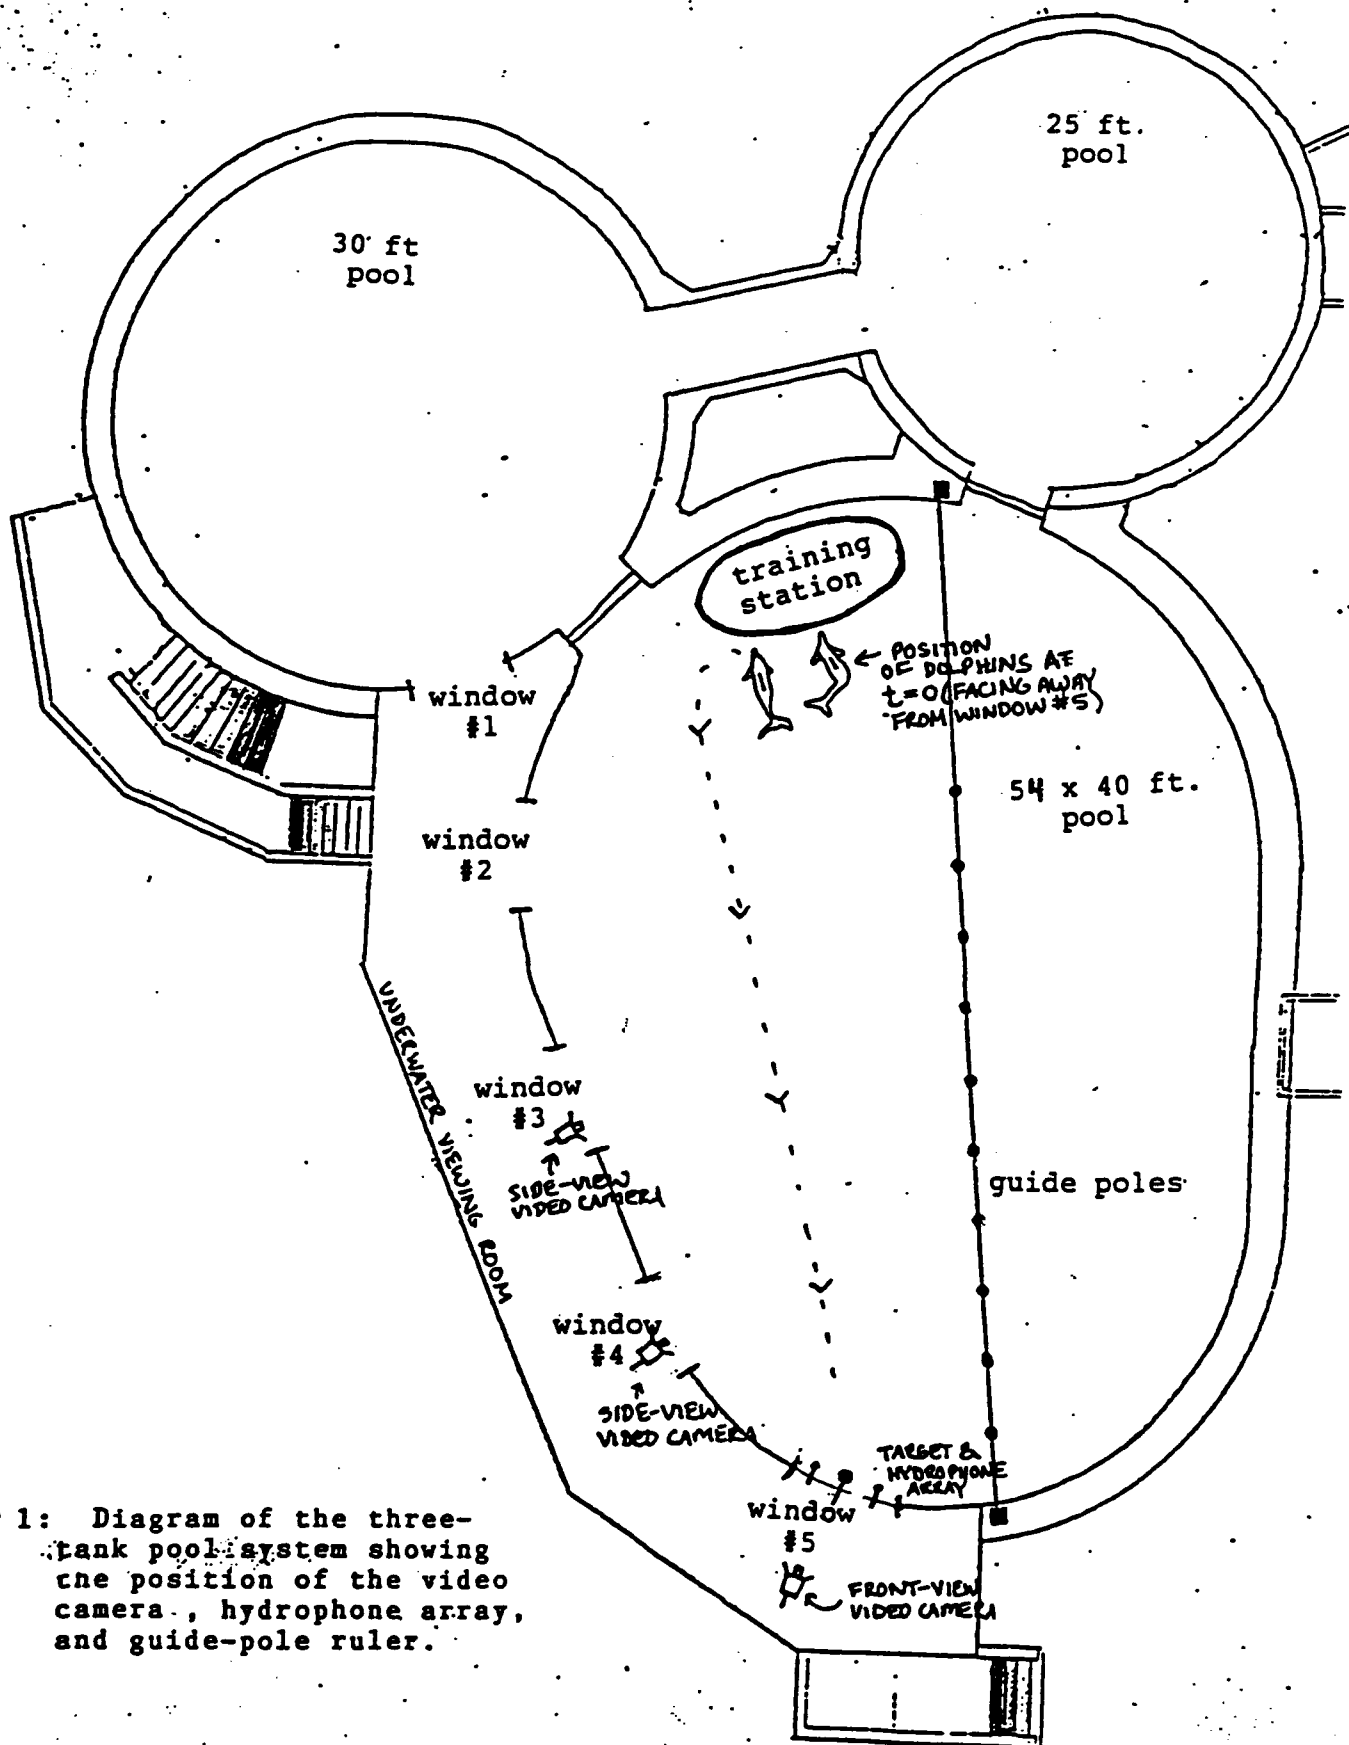 25 ft.
pool
30 ft
pool
training
station
POSITION
OF DOLPHINS AT
t=0 (FACING AWAY
FROM WINDOW #5)
window
#1
54 x 40 ft.
pool
window
#2
UNDERWATER VIEWING ROOM
window
#3
SIDE-VIEW
VIDEO CAMERA
guide poles
window
#4
SIDE-VIEW
VIDEO CAMERA
TARGET &
HYDROPHONE
ARRAY
window
#5
FRONT-VIEW
VIDEO CAMERA
1: Diagram of the three-
tank pool system showing
the position of the video
camera , hydrophone array,
and guide-pole ruler.